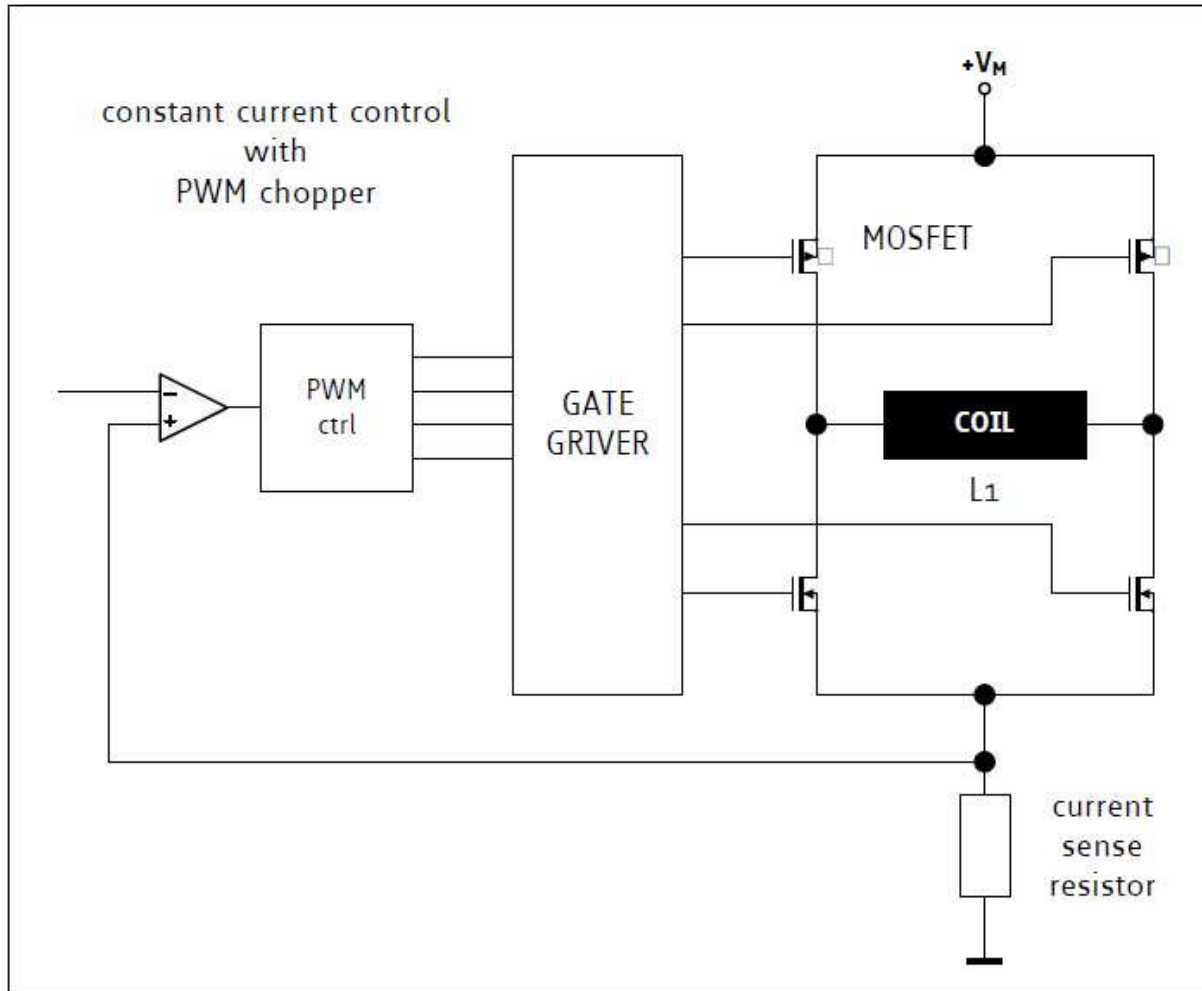 +VM
constant current control
with
PWM chopper
MOSFET
PWM
ctrl
GATE
GRIVER
COIL
L1
-
+
current
sense
resistor